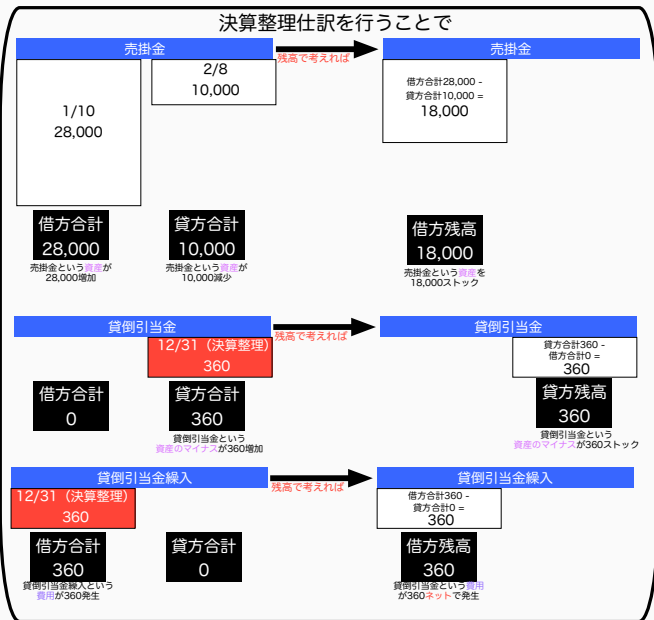 決算整理仕訳を行うことで
売掛金
残高で考えれば
売掛金
1/10
28,000
2/8
10,000
借方合計28,000 -
貸方合計10,000 =
18,000
借方合計
28,000
売掛金という資産が
28,000増加
貸方合計
10,000
売掛金という資産が
10,000減少
借方残高
18,000
売掛金という資産を
18,000ストック
貸倒引当金
残高で考えれば
貸倒引当金
12/31（決算整理）
360
貸方合計360 -
借方合計0 =
360
借方合計
0
貸方合計
360
貸倒引当金という
資産のマイナスが360増加
貸方残高
360
貸倒引当金という
資産のマイナスが360ストック
貸倒引当金繰入
残高で考えれば
貸倒引当金繰入
12/31（決算整理）
360
借方合計360 -
貸方合計0 =
360
借方合計
360
貸倒引当金繰入という
費用が360発生
貸方合計
0
借方残高
360
貸倒引当金という費用
が360ネットで発生